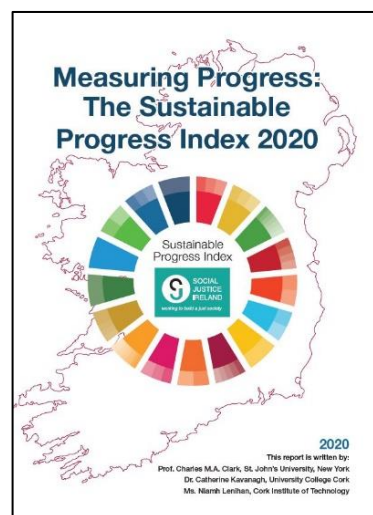 Measuring Progress:
The Sustainable
Progress Index 2020
Sustainable
Progress Index
SOCIAL
JUSTICE
IRELAND
working to build a just society
2020
This report is written by:
Prof. Charles M.A. Clark, St. John's University, New York
Dr. Catherine Kavanagh, University College Cork
Ms. Niamh Lenihan, Cork Institute of Technology